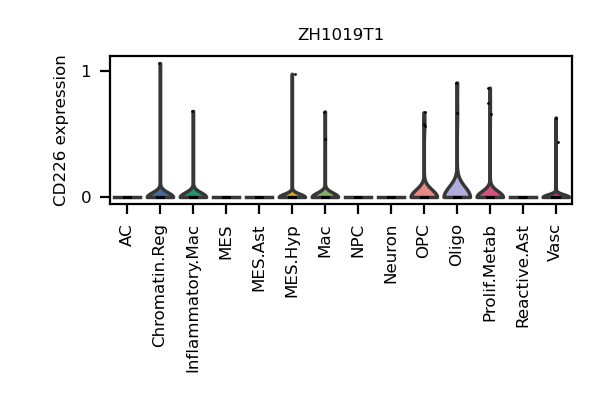 ZH1019T1
CD226 expression
1
0
AC
Chromatin.Reg
Inflammatory.Mac
MES
MES.Ast
MES.Hyp
Mac
NPC
Neuron
OPC
Oligo
Prolif.Metab
Reactive.Ast
Vasc